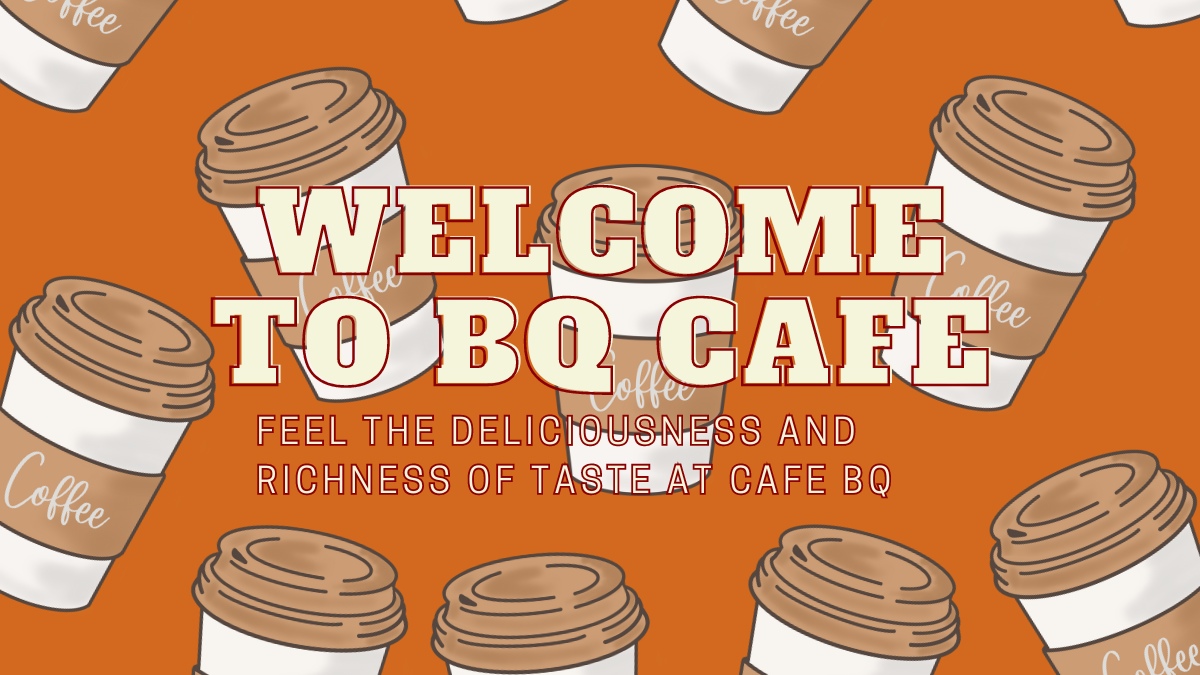 Coffee
Coffee
WELCOME
Coffee
Coffee
TO BQ CAFE
Coffee
FEEL THE DELICIOUSNESS AND
RICHNESS OF TASTE AT CAFE BQ
Coffee
Coffee